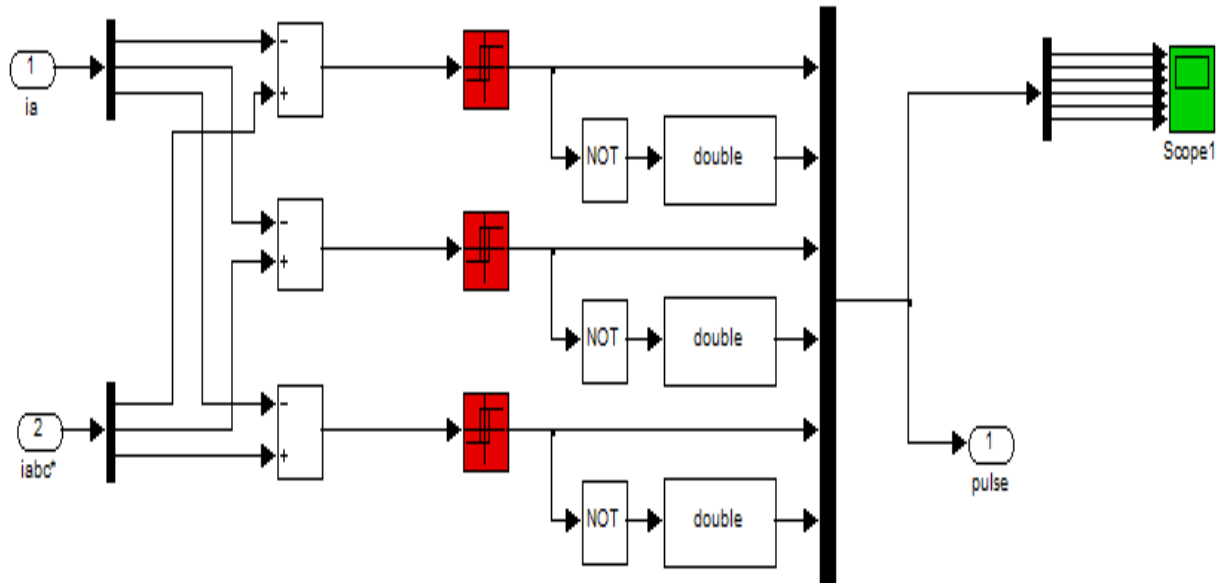 1
ia
−
+
NOT
double
−
+
NOT
double
2
iabc*
−
+
NOT
double
Scope1
1
pulse